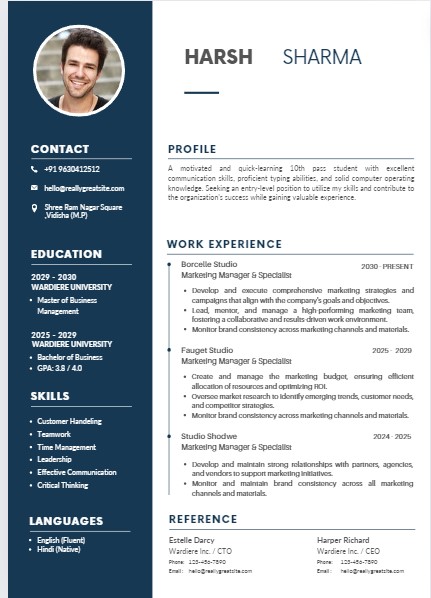 HARSH SHARMA
CONTACT
+91 9630412512
hello@reallygreatsite.com
Shree Ram Nagar Square
,Vidisha (M.P)
EDUCATION
2029 - 2030
WARDIERE UNIVERSITY
• Master of Business
Management
2025 - 2029
WARDIERE UNIVERSITY
• Bachelor of Business
• GPA: 3.8 / 4.0
SKILLS
• Customer Handeling
• Teamwork
• Time Management
• Leadership
• Effective Communication
• Critical Thinking
LANGUAGES
• English (Fluent)
• Hindi (Native)
PROFILE
A motivated and quick-learning 10th pass student with excellent
communication skills, proficient typing abilities, and solid computer operating
knowledge. Seeking an entry-level position to utilize my skills and contribute to
the organization's success while gaining valuable experience.
WORK EXPERIENCE
Borcelle Studio 2030 - PRESENT
Markering Manager & Specialist
• Develop and execute comprehensive marketing strategies and
campaigns that align with the company's goals and objectives.
• Lead, mentor, and manage a high-performing marketing team,
fostering a collaborative and results-driven work environment.
• Monitor brand consistency across marketing channels and materials.
Fauget Studio 2025 - 2029
Markering Manager & Specialist
• Create and manage the marketing budget, ensuring efficient
allocation of resources and optimizing ROI.
• Oversee market research to identify emerging trends, customer needs,
and competitor strategies.
• Monitor brand consistency across marketing channels and materials.
Studio Shodwe 2024 - 2025
Markering Manager & Specialist
• Develop and maintain strong relationships with partners, agencies,
and vendors to support marketing initiatives.
• Monitor and maintain brand consistency across all marketing
channels and materials.
REFERENCE
Estelle Darcy
Wardiere Inc. / CTO
Phone: 123-456-7890
Email: hello@reallygreatsite.com
Harper Richard
Wardiere Inc. / CEO
Phone: 123-456-7890
Email: hello@reallygreatsite.com